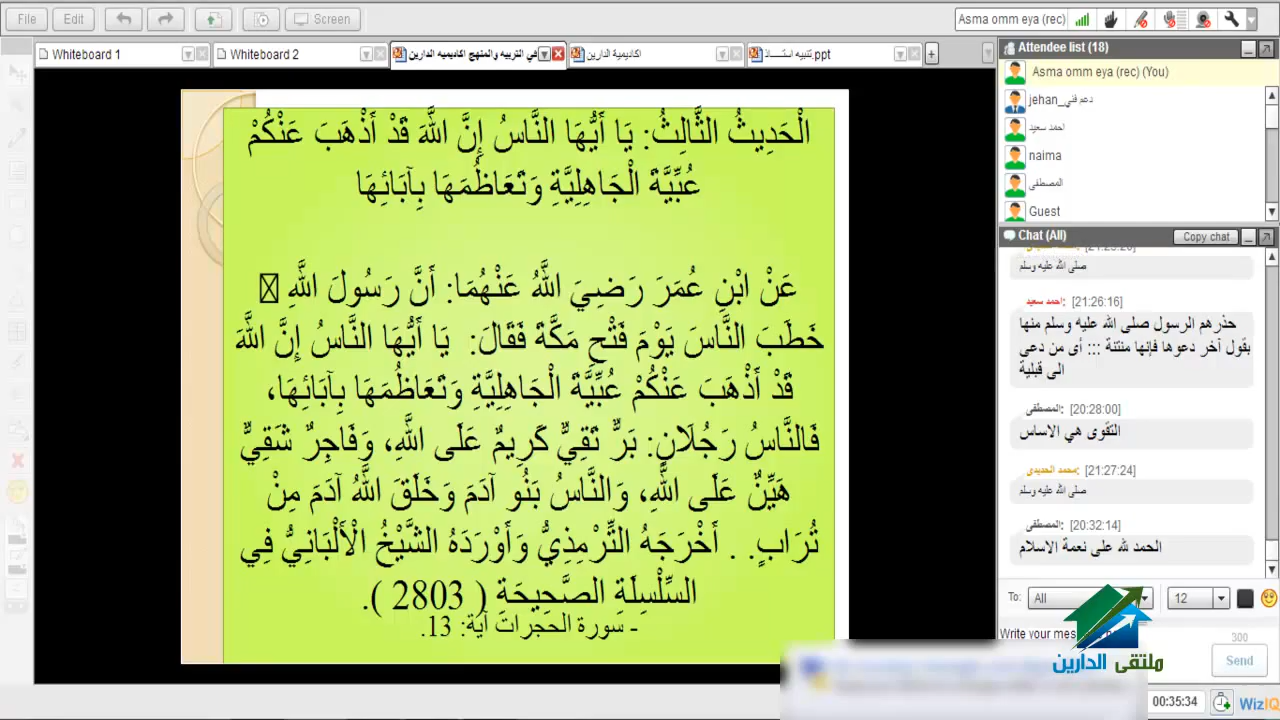 File
Edit
Screen
Asma omm eya (rec)
Whiteboard 1
Whiteboard 2
في التربيه والمنهج اكاديميه الدارين
اكاديمية الدارين
تنبيه استــــاذ.ppt
Attendee list (18)
Asma omm eya (rec) (You)
jehan_دعم فني
احمد سعيد
naima
المصطفى
Guest
الْحَدِيثُ الثَّالِثُ: يَا أَيُّهَا النَّاسُ إِنَّ اللَّهَ قَدْ أَذْهَبَ عَنْكُمْ
عُبِّيَّةَ الْجَاهِلِيَّةِ وَتَعَاظُمَهَا بِآبَائِهَا
عَنْ ابْنِ عُمَرَ رَضِيَ اللَّهُ عَنْهُمَا: أَنَّ رَسُولَ اللَّهِ
خَطَبَ النَّاسَ يَوْمَ فَتْحِ مَكَّةَ فَقَالَ: يَا أَيُّهَا النَّاسُ إِنَّ اللَّهَ
قَدْ أَذْهَبَ عَنْكُمْ عُبِّيَّةَ الْجَاهِلِيَّةِ وَتَعَاظُمَهَا بِآبَائِهَا،
فَالنَّاسُ رَجُلَانِ: بَرٌّ تَقِيٌّ كَرِيمٌ عَلَى اللَّهِ، وَفَاجِرٌ شَقِيٌّ
هَيِّنٌ عَلَى اللَّهِ، وَالنَّاسُ بَنُو آدَمَ وَخَلَقَ اللَّهُ آدَمَ مِنْ
تُرَابٍ. . أَخْرَجَهُ التِّرْمِذِيُّ وَأَوْرَدَهُ الشَّيْخُ الْأَلْبَانِيُّ فِي
السِّلْسِلَةِ الصَّحِيحَةِ ( 2803 ).
- سورة الحجرات آية: 13.
Chat (All)
Copy chat
صلى الله عليه وسلم
احمد سعيد: [21:26:16]
حذرهم الرسول صلى الله عليه وسلم منها
بقول أخر دعوها فإنها منتنة ::: أى من دعى
الى قبلية
المصطفى: [20:28:00]
التقوى هي الاساس
محمد الحديدى: [21:27:24]
صلى الله عليه وسلم
المصطفى: [20:32:14]
الحمد لله على نعمة الاسلام
To:
All
12
Write your mes
300
Send
ملتقى الدارين
00:35:34
WizIQ